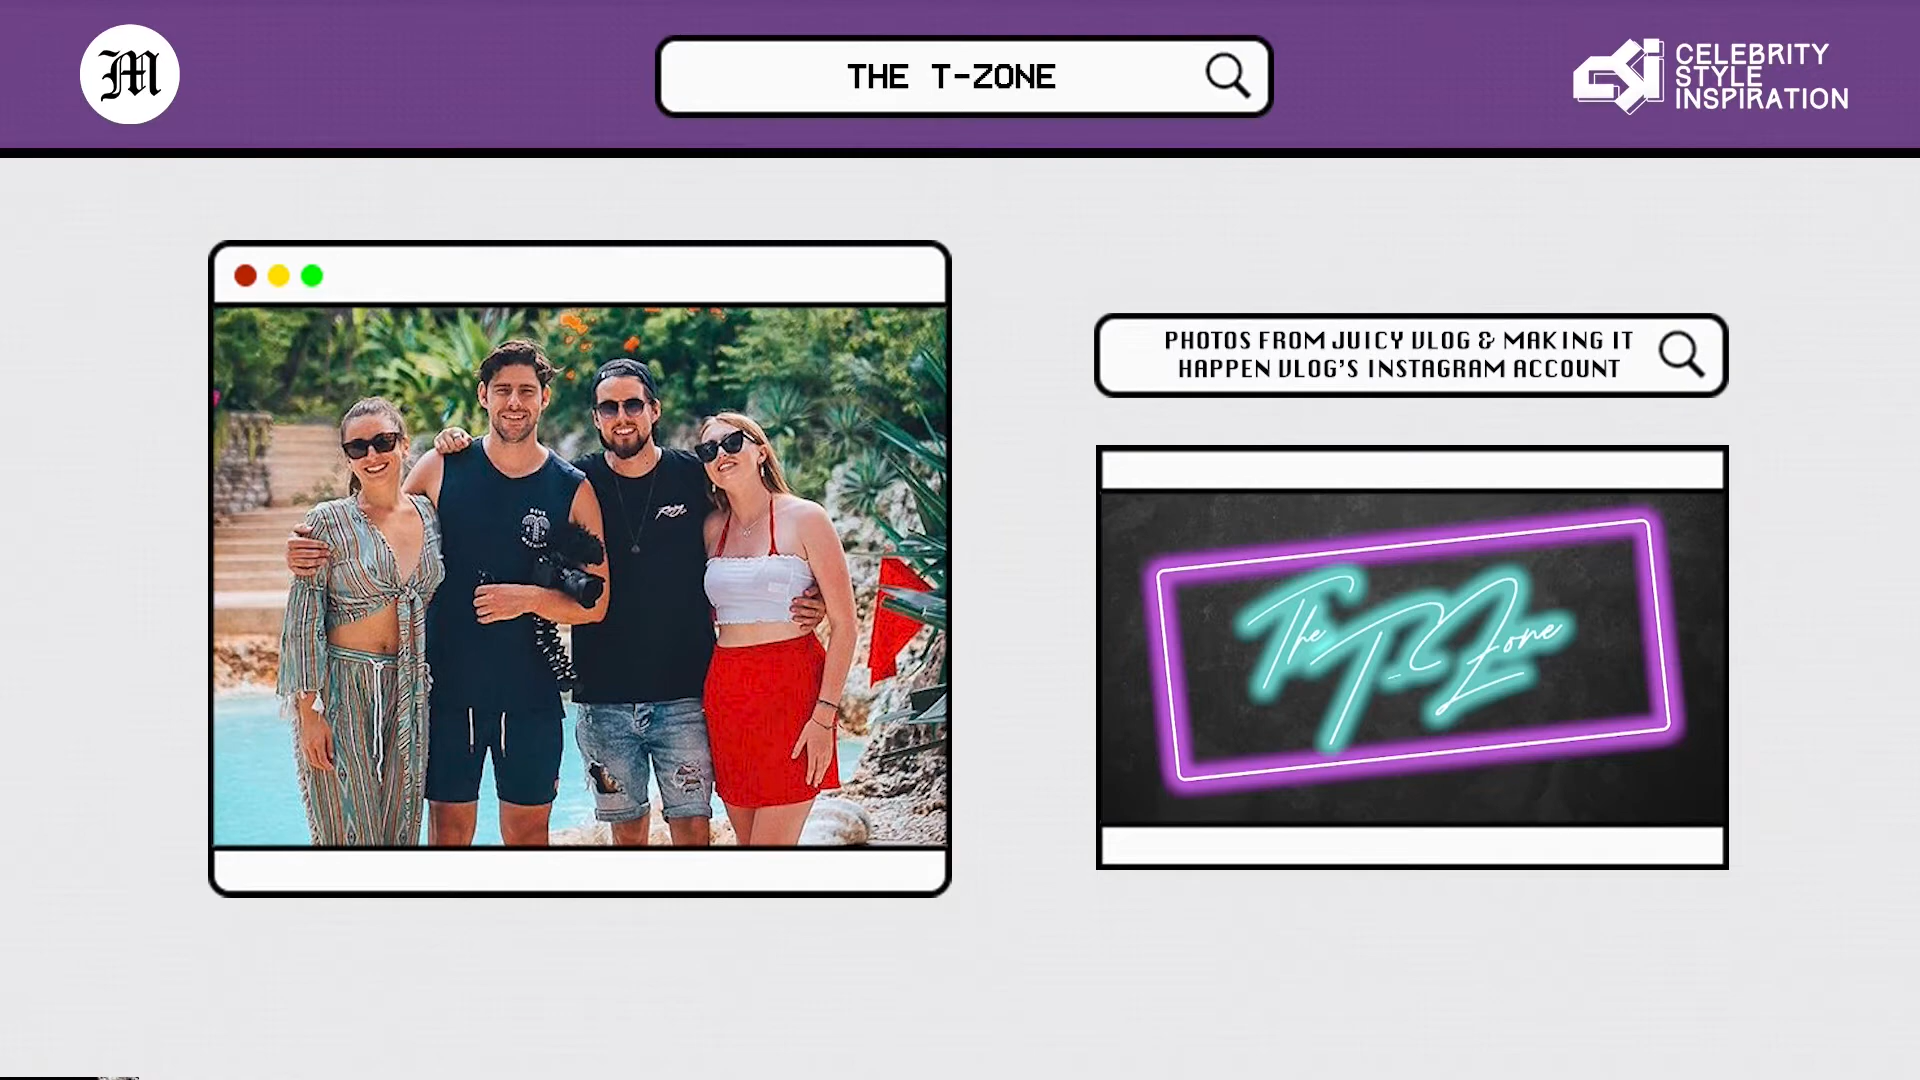 M
THE T-ZONE
CELEBRITY
STYLE
INSPIRATION
PHOTOS FROM JUICY VLOG & MAKING IT
HAPPEN VLOG'S INSTAGRAM ACCOUNT
The T-Zone